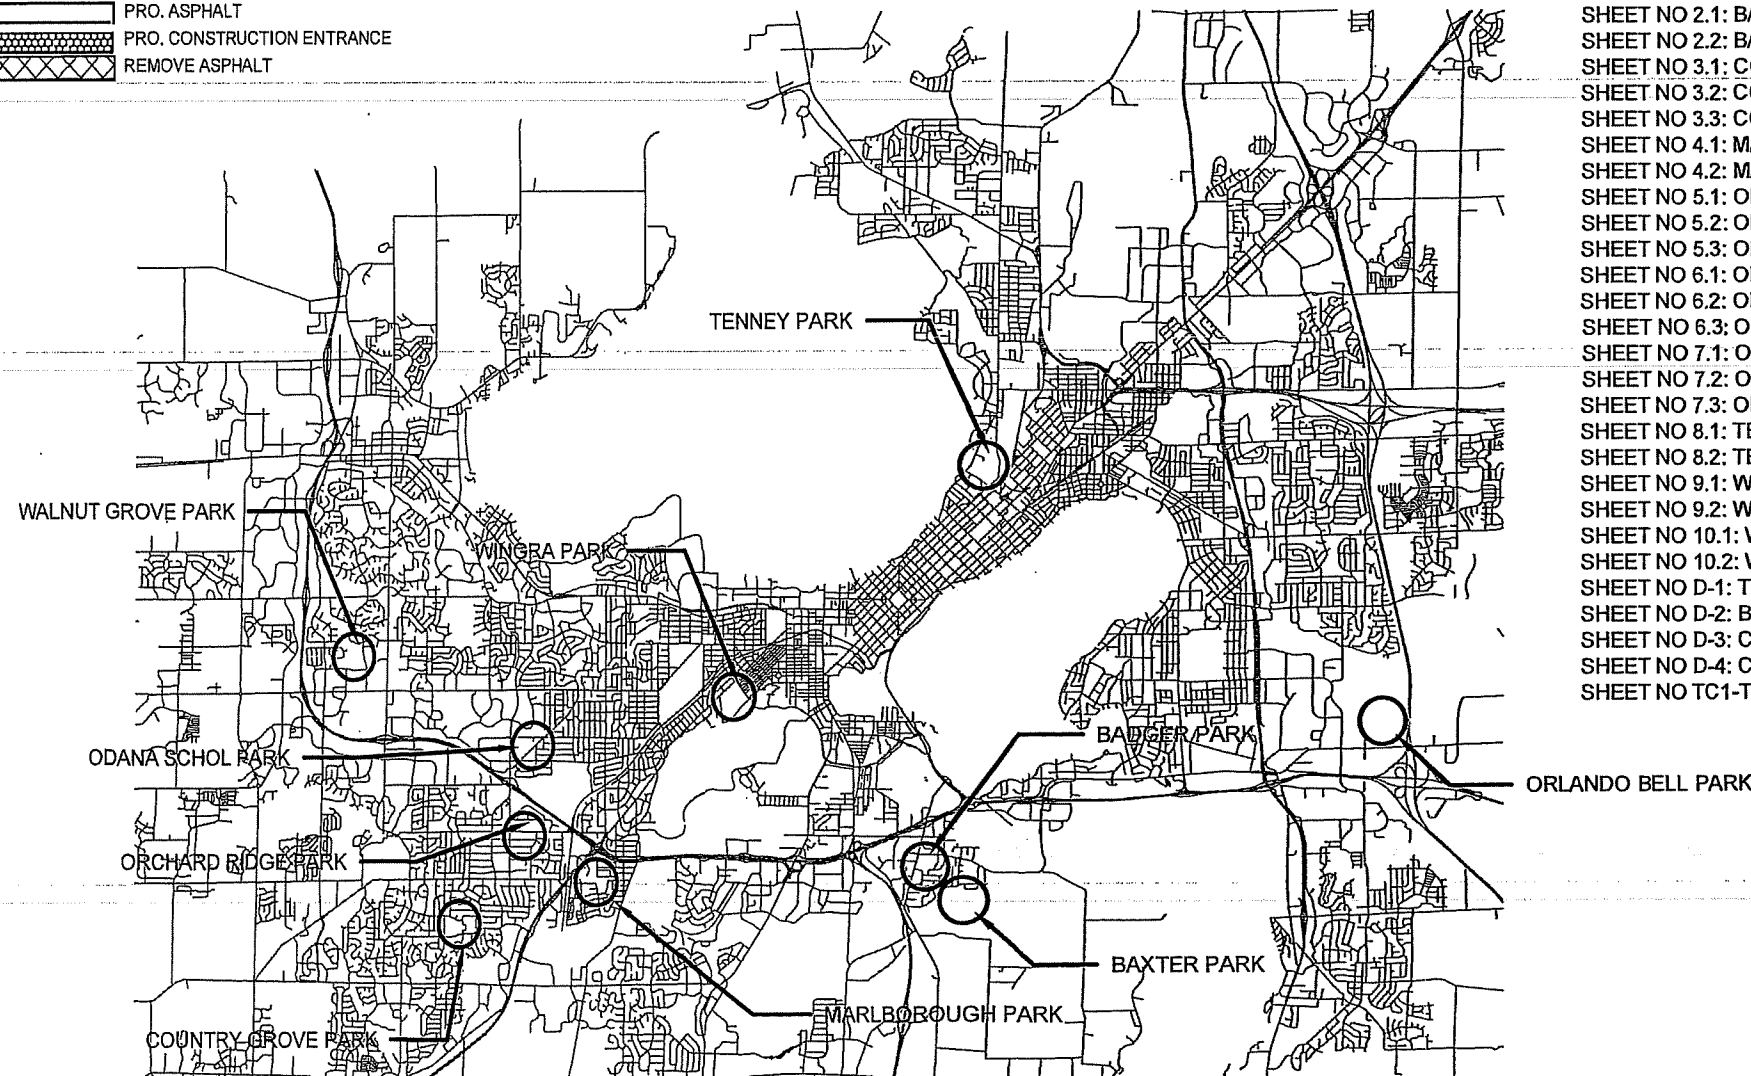 PRO. ASPHALT
PRO. CONSTRUCTION ENTRANCE
REMOVE ASPHALT
TENNEY PARK
WALNUT GROVE PARK
WINGRA PARK
ODANA SCHOL PARK
BADGER PARK
ORLANDO BELL PARK
ORCHARD RIDGE PARK
BAXTER PARK
MARLBOROUGH PARK
COUNTRY GROVE PARK
SHEET NO 2.1:
SHEET NO 2.2:
SHEET NO 3.1:
SHEET NO 3.2:
SHEET NO 3.3:
SHEET NO 4.1:
SHEET NO 4.2:
SHEET NO 5.1:
SHEET NO 5.2:
SHEET NO 5.3:
SHEET NO 6.1:
SHEET NO 6.2:
SHEET NO 6.3:
SHEET NO 7.1:
SHEET NO 7.2:
SHEET NO 7.3:
SHEET NO 8.1:
SHEET NO 8.2:
SHEET NO 9.1:
SHEET NO 9.2:
SHEET NO 10.1:
SHEET NO 10.2:
SHEET NO D-1:
SHEET NO D-2:
SHEET NO D-3:
SHEET NO D-4:
SHEET NO TC1-T